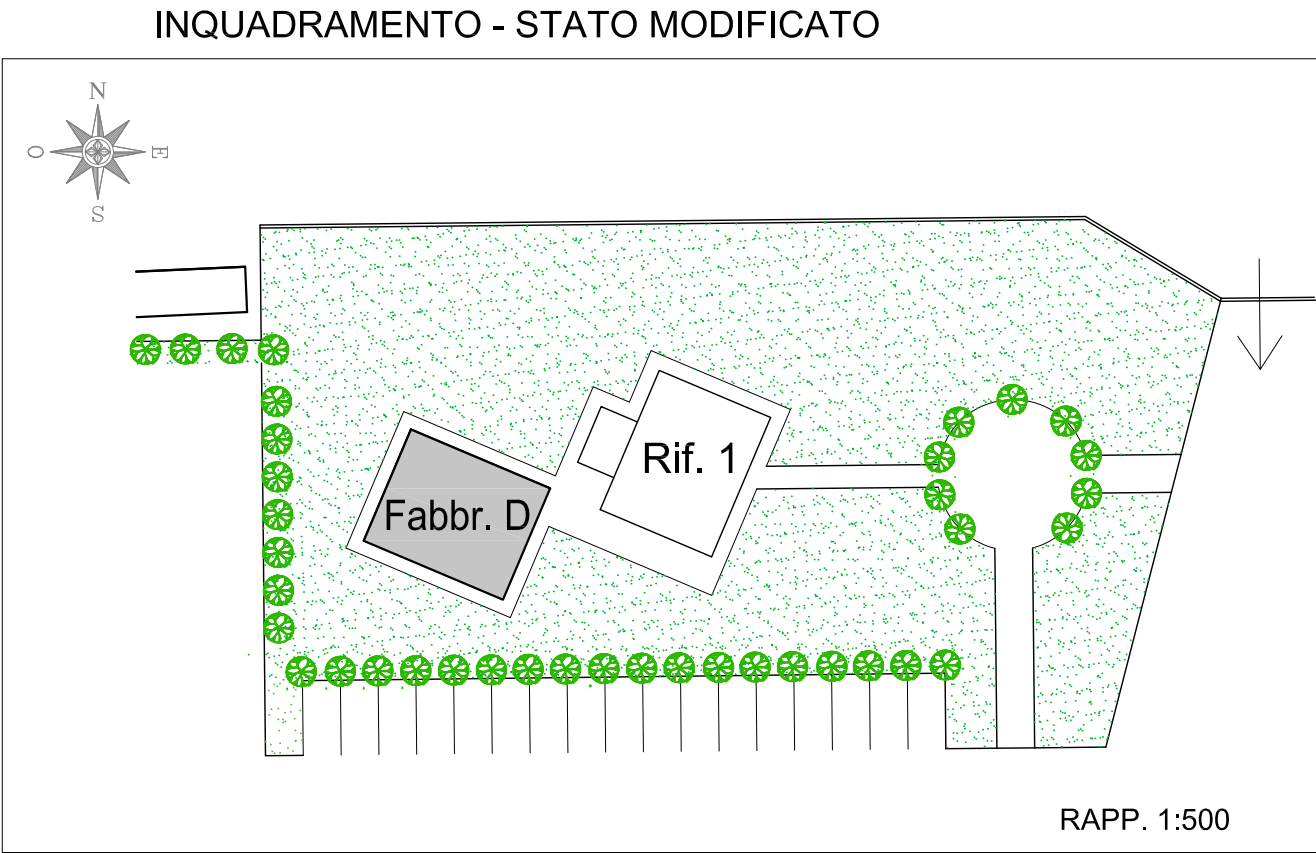 INQUADRAMENTO - STATO MODIFICATO
N
O
E
S
Rif. 1
Fabbr. D
RAPP. 1:500